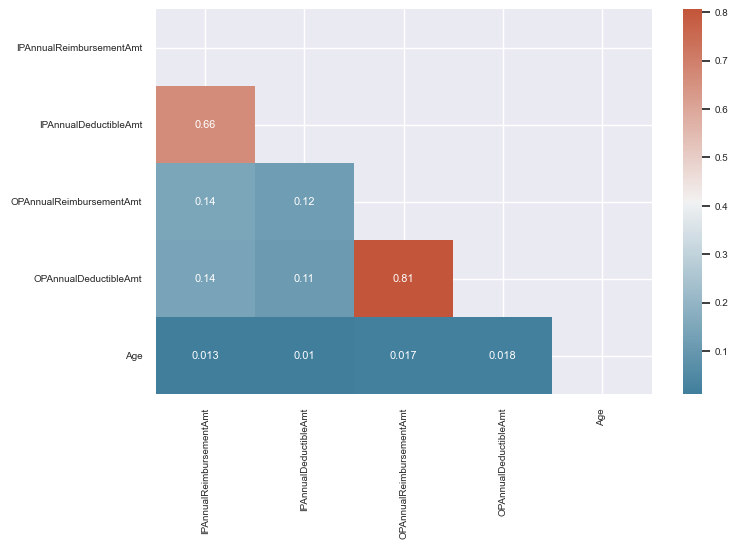 IPAnnualReimbursementAmt
IPAnnualDeductibleAmt
0.66
OPAnnualReimbursementAmt
0.14 0.12
OPAnnualDeductibleAmt
0.14 0.11 0.81
Age
0.013 0.01 0.017 0.018
IPAnnualReimbursementAmt
IPAnnualDeductibleAmt
OPAnnualReimbursementAmt
OPAnnualDeductibleAmt
Age
0.8
0.7
0.6
0.5
0.4
0.3
0.2
0.1